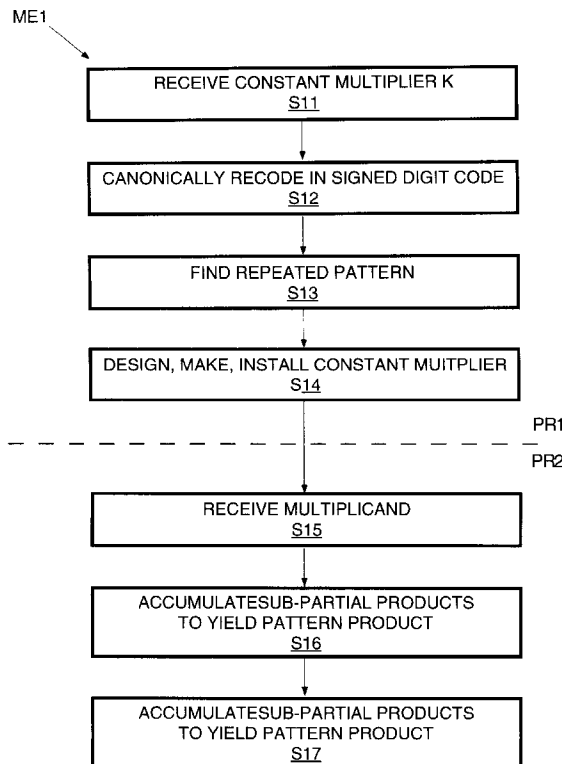 ME1
RECEIVE CONSTANT MULTIPLIER K
S11
CANONICALLY RECODE IN SIGNED DIGIT CODE
S12
FIND REPEATED PATTERN
S13
DESIGN, MAKE, INSTALL CONSTANT MUITPLIER
S14
PR1
PR2
RECEIVE MULTIPLICAND
S15
ACCUMULATESUB-PARTIAL PRODUCTS
TO YIELD PATTERN PRODUCT
S16
ACCUMULATESUB-PARTIAL PRODUCTS
TO YIELD PATTERN PRODUCT
S17